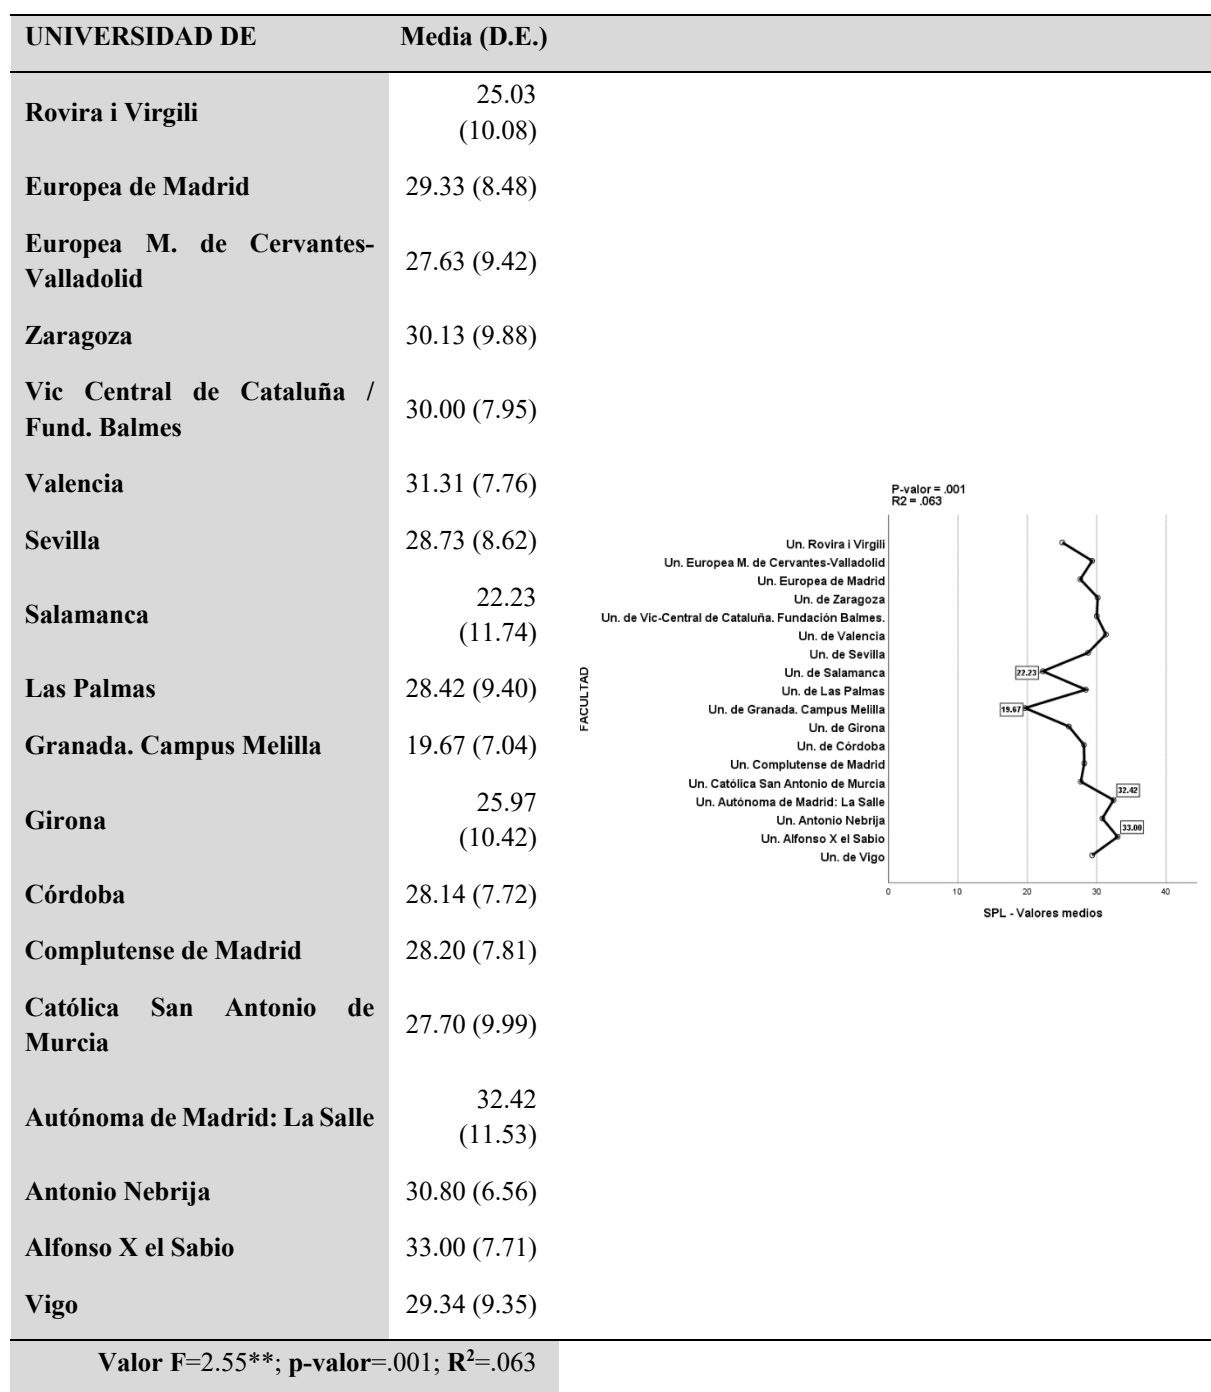 UNIVERSIDAD DE Media (D.E.)
Rovira i Virgili 25.03
(10.08)
Europea de Madrid 29.33 (8.48)
Europea M. de Cervantes-
Valladolid 27.63 (9.42)
Zaragoza 30.13 (9.88)
Vic Central de Cataluña /
Fund. Balmes 30.00 (7.95)
Valencia 31.31 (7.76)
Sevilla 28.73 (8.62)
Salamanca 22.23
(11.74)
Las Palmas 28.42 (9.40)
Granada. Campus Melilla 19.67 (7.04)
Girona 25.97
(10.42)
Córdoba 28.14 (7.72)
Complutense de Madrid 28.20 (7.81)
Católica San Antonio de
Murcia 27.70 (9.99)
Autónoma de Madrid: La Salle 32.42
(11.53)
Antonio Nebrija 30.80 (6.56)
Alfonso X el Sabio 33.00 (7.71)
Vigo 29.34 (9.35)
Valor F=2.55**; p-valor=.001; R²=.063
P-valor = .001
R2 = .063
FACULTAD
Un. Rovira i Virgili
Un. Europea M. de Cervantes-Valladolid
Un. Europea de Madrid
Un. de Zaragoza
Un. de Vic-Central de Cataluña. Fundación Balmes.
Un. de Valencia
Un. de Sevilla
Un. de Salamanca
Un. de Las Palmas
Un. de Granada. Campus Melilla
Un. de Girona
Un. de Córdoba
Un. Complutense de Madrid
Un. Católica San Antonio de Murcia
Un. Autónoma de Madrid: La Salle
Un. Antonio Nebrija
Un. Alfonso X el Sabio
Un. de Vigo
22.23
19.67
32.42
33.00
0 10 20 30 40
SPL - Valores medios